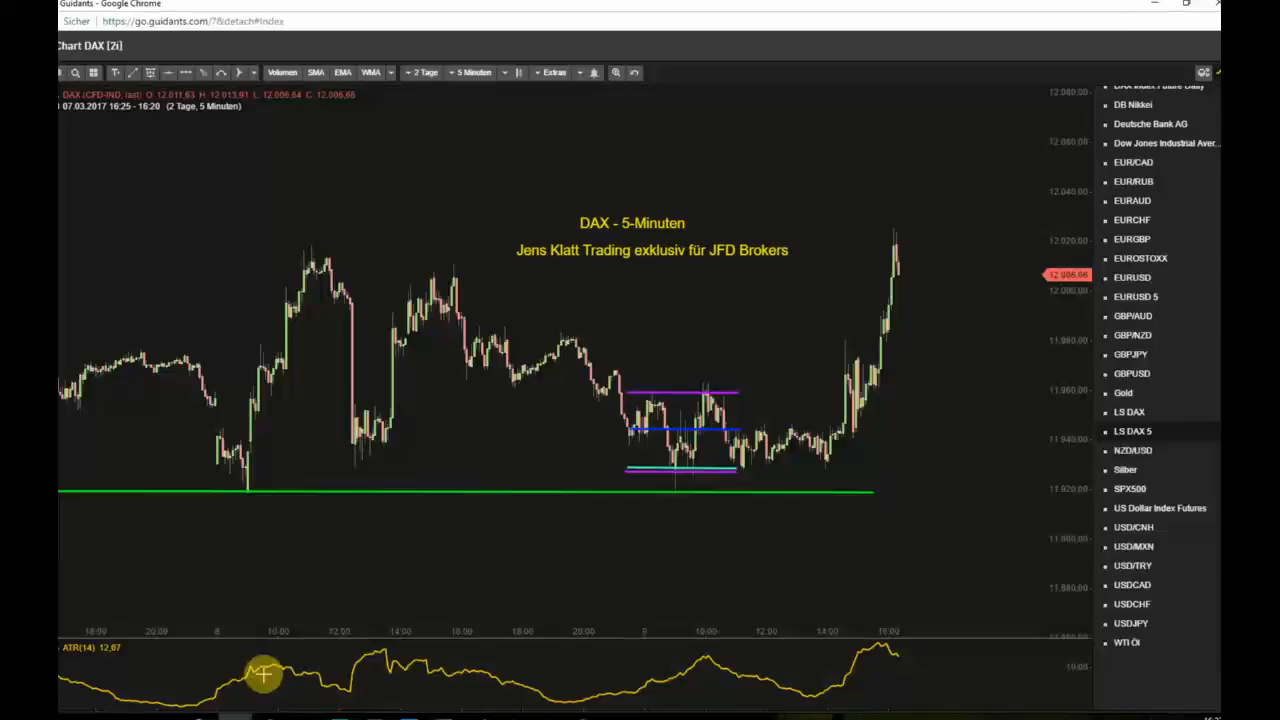 Guidants - Google Chrome
Sicher | https://go.guidants.com/?&detach#Index
Chart DAX [2i]
Volumen SMA EMA WMA 2 Tage 5 Minuten Extras
DAX (CFD-IND, last) O: 12 011,63 H: 12 013,91 L: 12 006,64 C: 12 006,66
07.03.2017 16:25 - 16:20 (2 Tage, 5 Minuten)
DAX Index Future Daily
DB Nikkei
Deutsche Bank AG
Dow Jones Industrial Aver...
EUR/CAD
EUR/RUB
EURAUD
EURCHF
EURGBP
EUROSTOXX
EURUSD
EURUSD 5
GBP/AUD
GBP/NZD
GBPJPY
GBPUSD
Gold
LS DAX
LS DAX 5
NZD/USD
Silber
SPX500
US Dollar Index Futures
USD/CNH
USD/MXN
USD/TRY
USDCAD
USDCHF
USDJPY
WTI Öl
DAX - 5-Minuten
Jens Klatt Trading exklusiv für JFD Brokers
12.080,00
12.060,00
12.040,00
12.020,00
12 006,66
12.000,00
11.980,00
11.960,00
11.940,00
11.920,00
11.900,00
11.880,00
18:00 20:00 8 10:00 12:00 14:00 16:00 18:00 20:00 9 10:00 12:00 14:00 16:00
ATR(14) 12,07
10,00